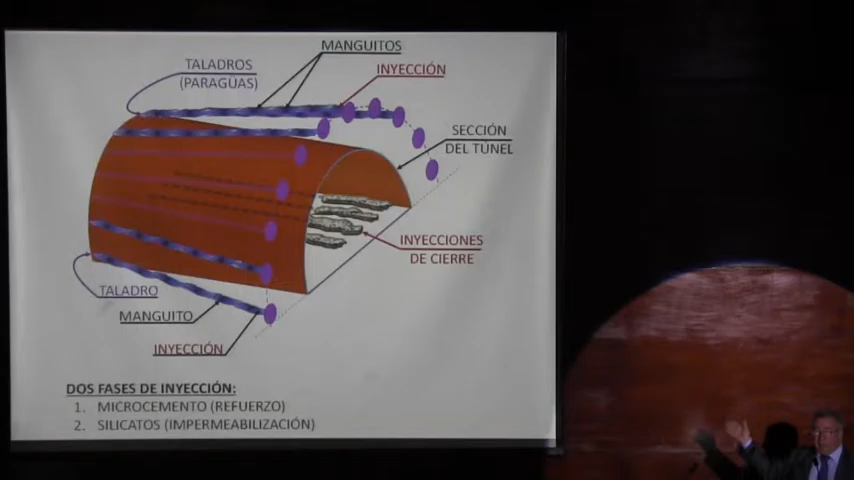 MANGUITOS
TALADROS
(PARAGÜAS)
INYECCIÓN
SECCIÓN
DEL TÚNEL
INYECCIONES
DE CIERRE
TALADRO
MANGUITO
INYECCIÓN
DOS FASES DE INYECCIÓN:
1. MICROCEMENTO (REFUERZO)
2. SILICATOS (IMPERMEABILIZACIÓN)